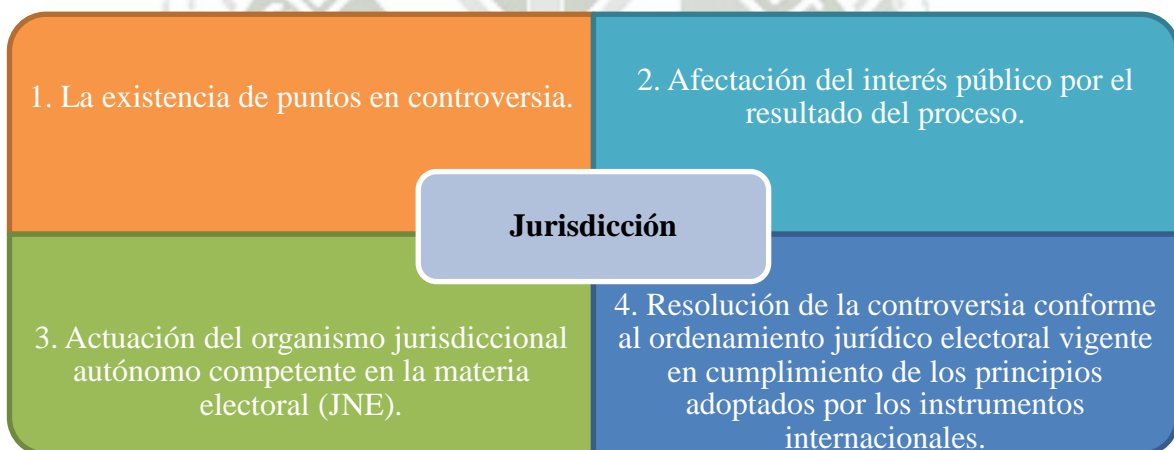 1. La existencia de puntos en controversia.
2. Afectación del interés público por el
resultado del proceso.
Jurisdicción
3. Actuación del organismo jurisdiccional
autónomo competente en la materia
electoral (JNE).
4. Resolución de la controversia conforme
al ordenamiento jurídico electoral vigente
en cumplimiento de los principios
adoptados por los instrumentos
internacionales.